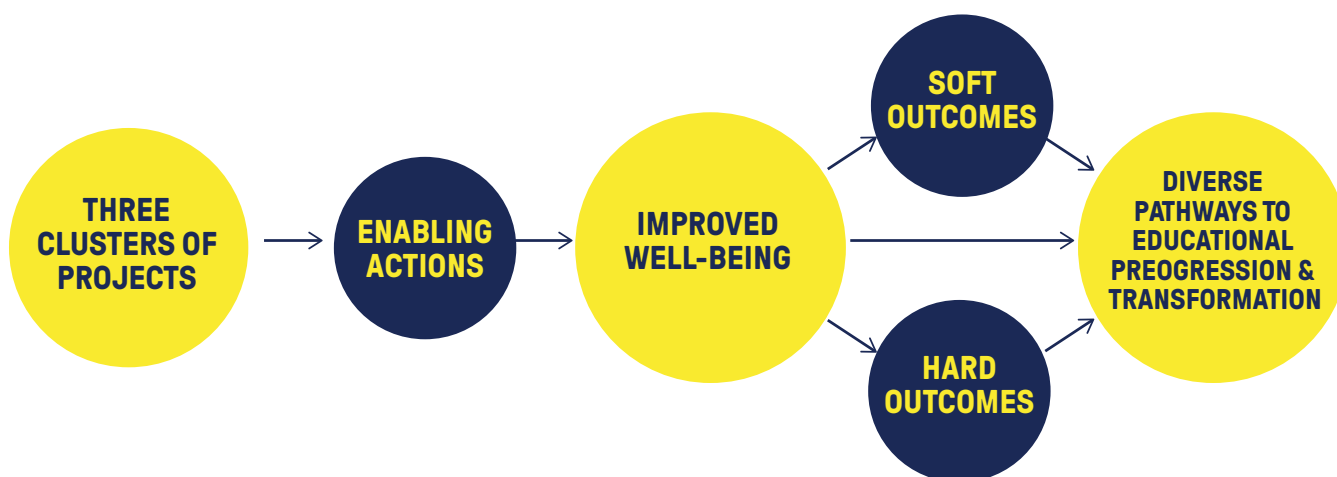 THREE
CLUSTERS OF
PROJECTS
ENABLING
ACTIONS
IMPROVED
WELL-BEING
SOFT
OUTCOMES
HARD
OUTCOMES
DIVERSE
PATHWAYS TO
EDUCATIONAL
PREOGRESSION &
TRANSFORMATION